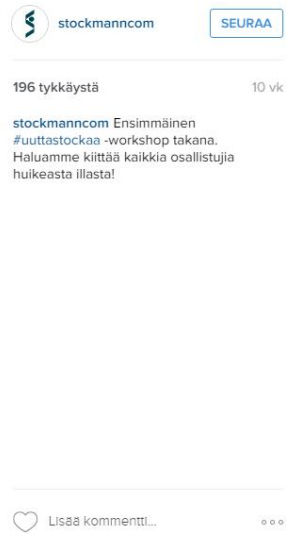 stockmanncom
SEURAA
196 tykkäystä
10 vk
stockmanncom Ensimmäinen
#uuttastockaa -workshop takana.
Haluamme kiittää kaikkia osallistujia
huikeasta illasta!
Lisää kommentti...